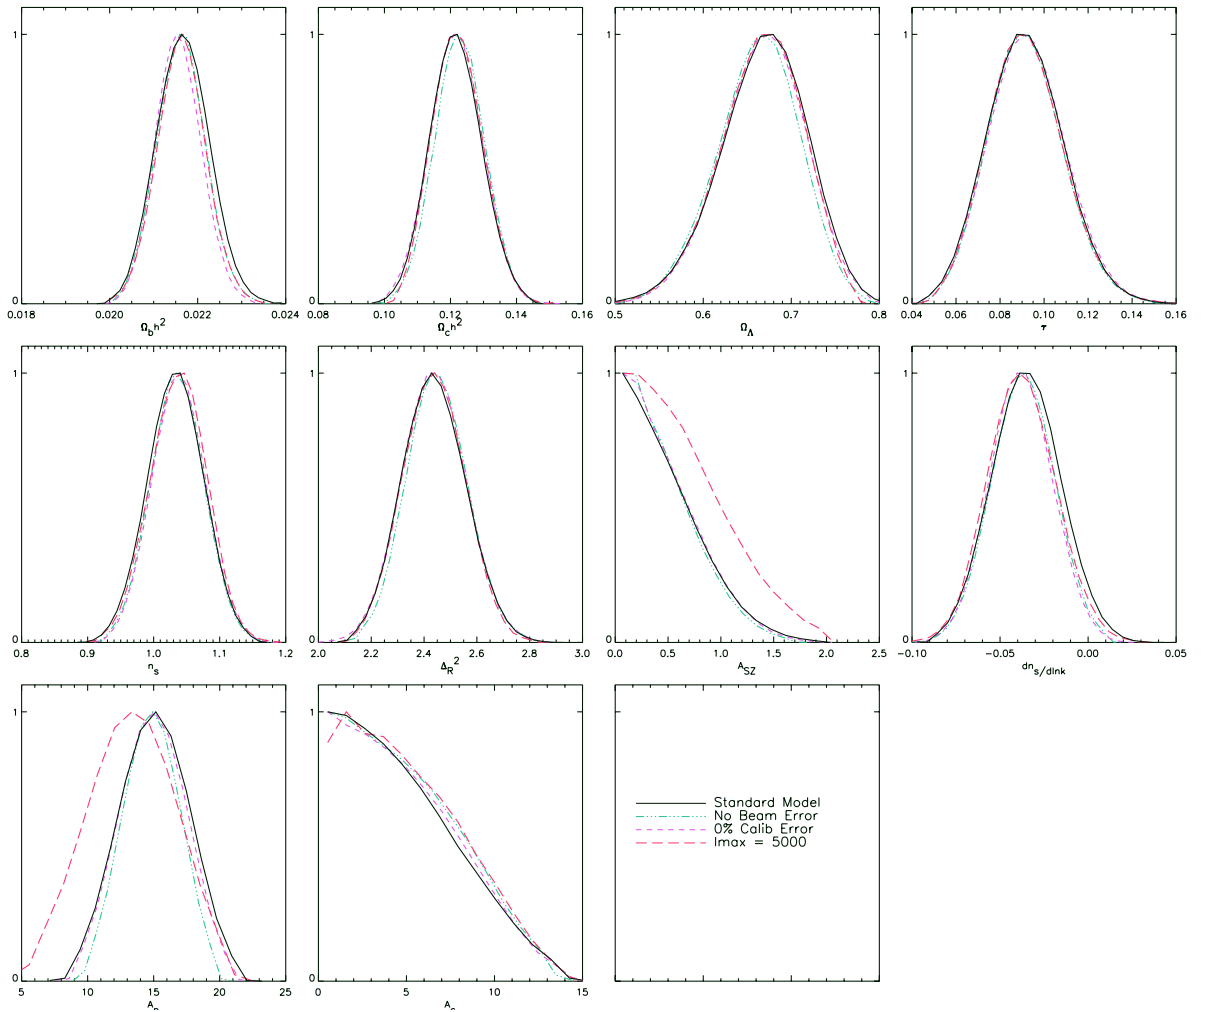 1
1
1
1
0
0
0
0
0.018 0.020 0.022 0.024
0.08 0.10 0.12 0.14 0.16
0.5 0.6 0.7 0.8
0.04 0.06 0.08 0.10 0.12 0.14 0.16
Ω_b h^2
Ω_c h^2
Ω_Λ
τ
1
1
1
1
0
0
0
0
0.8 0.9 1.0 1.1 1.2
2.0 2.2 2.4 2.6 2.8 3.0
0.0 0.5 1.0 1.5 2.0 2.5
−0.10 −0.05 0.00 0.05
n_s
Δ_R^2
A_SZ
dn_s/dlnk
1
1
1
Standard Model
No Beam Error
0% Calib Error
lmax = 5000
0
0
0
5 10 15 20 25
0 5 10 15